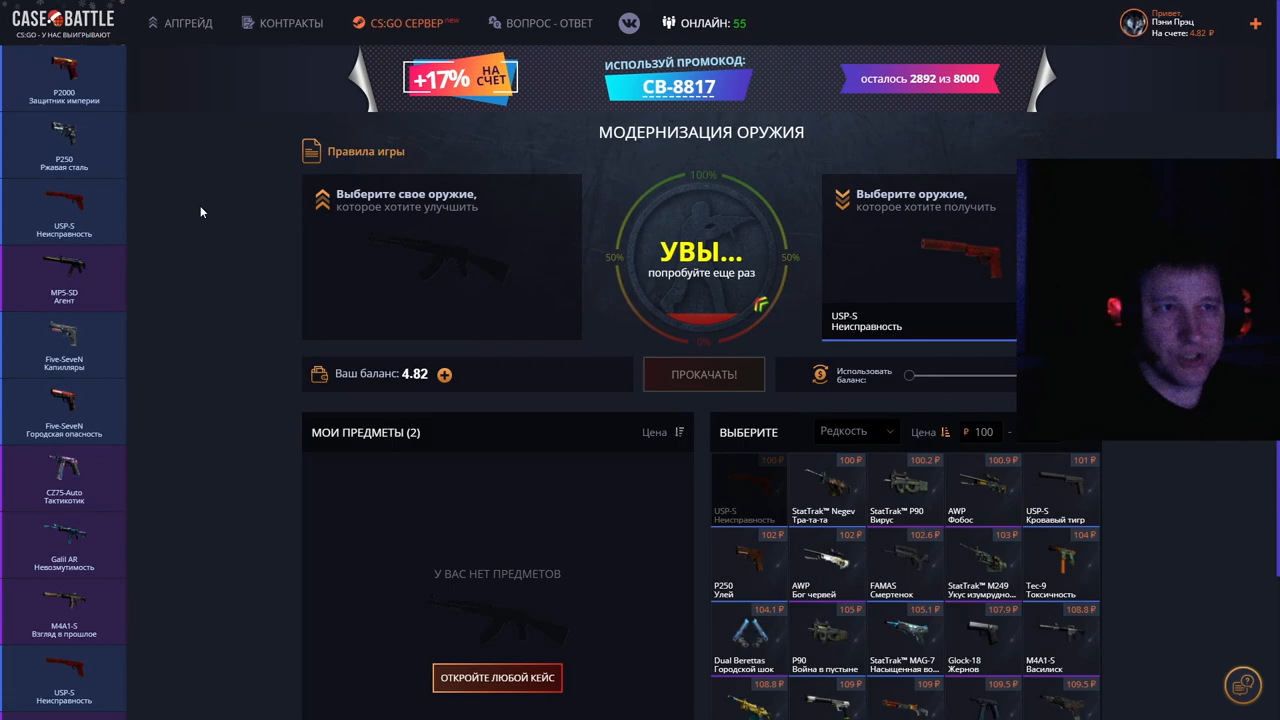 CASE BATTLE
CS:GO - У НАС ВЫИГРЫВАЮТ
АПГРЕЙД
КОНТРАКТЫ
CS:GO СЕРВЕР new
ВОПРОС - ОТВЕТ
ОНЛАЙН: 55
Привет,
Пэни Прэц
На счете: 4.82 ₽
+
P2000
Защитник империи
P250
Ржавая сталь
USP-S
Неисправность
MP5-SD
Агент
Five-SeveN
Капилляры
Five-SeveN
Городская опасность
CZ75-Auto
Тактикотик
Galil AR
Невозмутимость
M4A1-S
Взгляд в прошлое
USP-S
Неисправность
+17% НА СЧЕТ
ИСПОЛЬЗУЙ ПРОМОКОД:
CB-8817
осталось 2892 из 8000
МОДЕРНИЗАЦИЯ ОРУЖИЯ
Правила игры
Выберите свое оружие,
которое хотите улучшить
100%
50%
УВЫ...
попробуйте еще раз
50%
0%
Выберите оружие,
которое хотите получить
USP-S
Неисправность
Ваш баланс: 4.82
ПРОКАЧАТЬ!
Использовать
баланс:
МОИ ПРЕДМЕТЫ (2)
Цена
У ВАС НЕТ ПРЕДМЕТОВ
ОТКРОЙТЕ ЛЮБОЙ КЕЙС
ВЫБЕРИТЕ
Редкость
Цена
₽ 100 -
100 ₽
USP-S
Неисправность
100 ₽
StatTrak™ Negev
Тра-та-та
100.2 ₽
StatTrak™ P90
Вирус
100.9 ₽
AWP
Фобос
101 ₽
USP-S
Кровавый тигр
102 ₽
P250
Улей
102 ₽
AWP
Бог червей
102.6 ₽
FAMAS
Смертенок
103 ₽
StatTrak™ M249
Укус изумрудно...
104 ₽
Tec-9
Токсичность
104.1 ₽
Dual Berettas
Городской шок
105 ₽
P90
Война в пустыне
105.1 ₽
StatTrak™ MAG-7
Насыщенная во...
107.9 ₽
Glock-18
Жернов
108.8 ₽
M4A1-S
Василиск
108.8 ₽
109 ₽
109 ₽
109.5 ₽
109.5 ₽